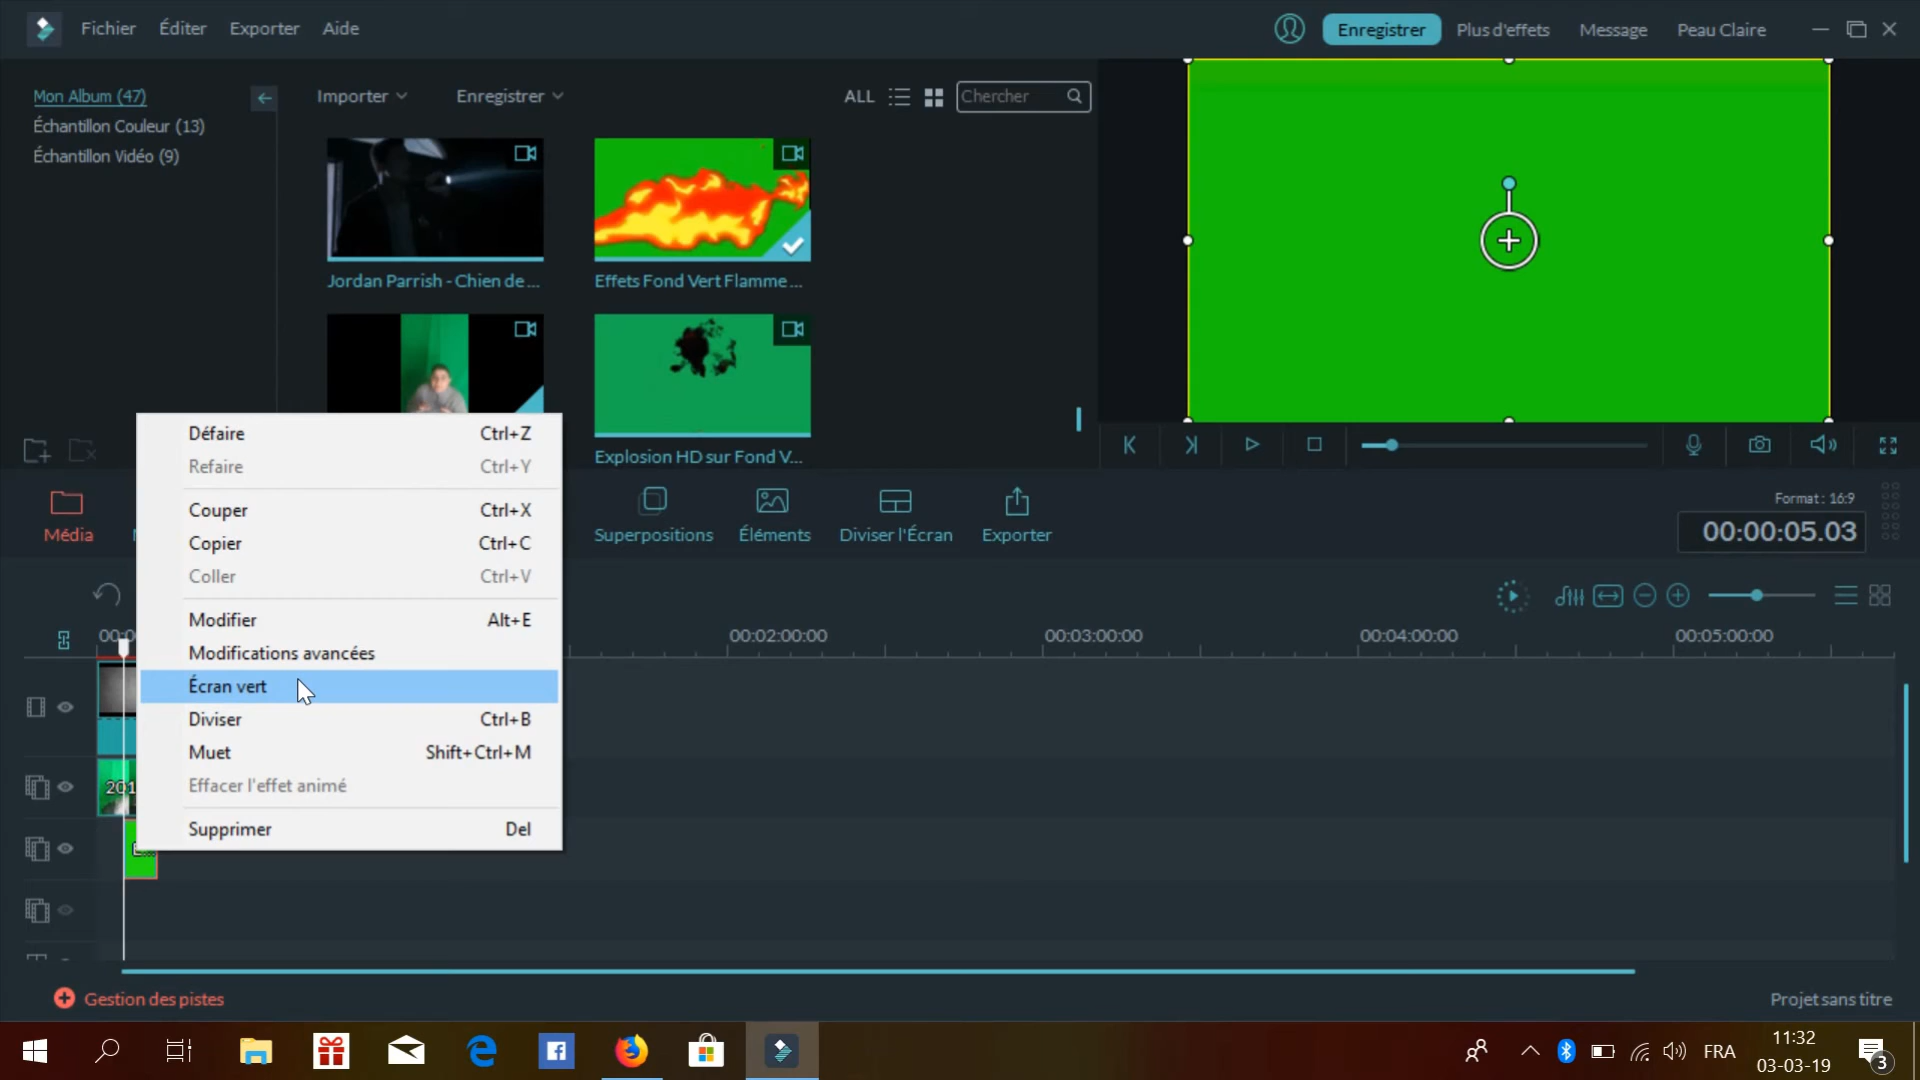 Fichier Éditer Exporter Aide
Enregistrer Plus d'effets Message Peau Claire
Mon Album (47)
Échantillon Couleur (13)
Échantillon Vidéo (9)
Importer Enregistrer ALL Chercher
Jordan Parrish - Chien de ...
Effets Fond Vert Flamme ...
Explosion HD sur Fond V...
Défaire Ctrl+Z
Refaire Ctrl+Y
Couper Ctrl+X
Copier Ctrl+C
Coller Ctrl+V
Modifier Alt+E
Modifications avancées
Écran vert
Diviser Ctrl+B
Muet Shift+Ctrl+M
Effacer l'effet animé
Supprimer Del
Média
Superpositions Éléments Diviser l'Écran Exporter
Format : 16:9
00:00:05.03
00:02:00:00 00:03:00:00 00:04:00:00 00:05:00:00
201
Gestion des pistes
Projet sans titre
FRA
11:32
03-03-19
3